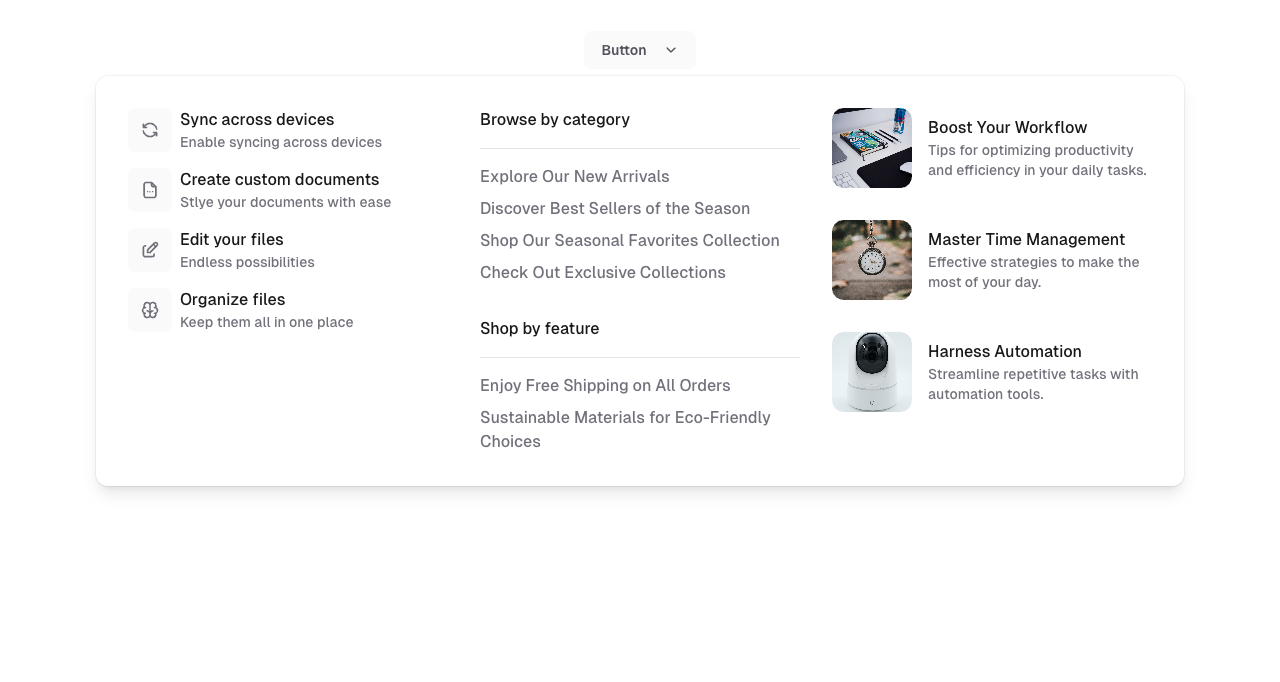 Button
Sync across devices
Enable syncing across devices
Create custom documents
Stlye your documents with ease
Edit your files
Endless possibilities
Organize files
Keep them all in one place
Browse by category
Explore Our New Arrivals
Discover Best Sellers of the Season
Shop Our Seasonal Favorites Collection
Check Out Exclusive Collections
Shop by feature
Enjoy Free Shipping on All Orders
Sustainable Materials for Eco-Friendly
Choices
Boost Your Workflow
Tips for optimizing productivity
and efficiency in your daily tasks.
Master Time Management
Effective strategies to make the
most of your day.
Harness Automation
Streamline repetitive tasks with
automation tools.